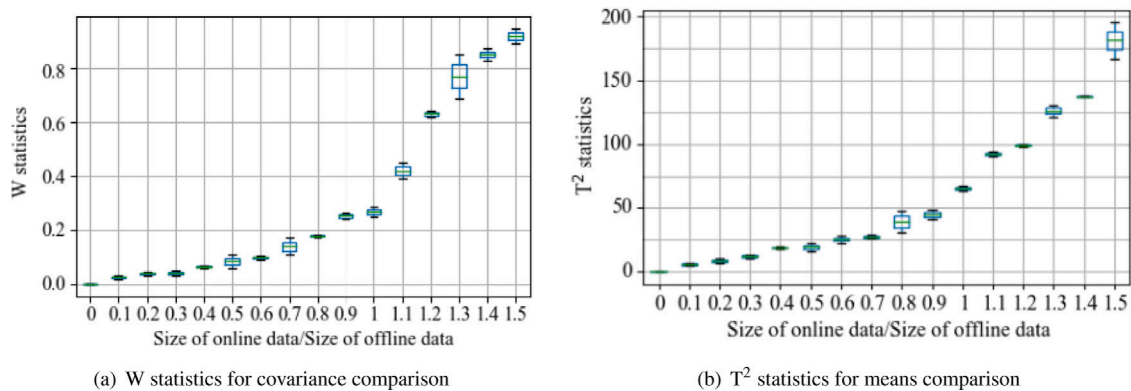 0.8
0.6
0.4
0.2
0.0
W statistics
0 0.1 0.2 0.3 0.4 0.5 0.6 0.7 0.8 0.9 1 1.1 1.2 1.3 1.4 1.5
Size of online data/Size of offline data
(a) W statistics for covariance comparison
200
150
100
50
0
T² statistics
0 0.1 0.2 0.3 0.4 0.5 0.6 0.7 0.8 0.9 1 1.1 1.2 1.3 1.4 1.5
Size of online data/Size of offline data
(b) T² statistics for means comparison